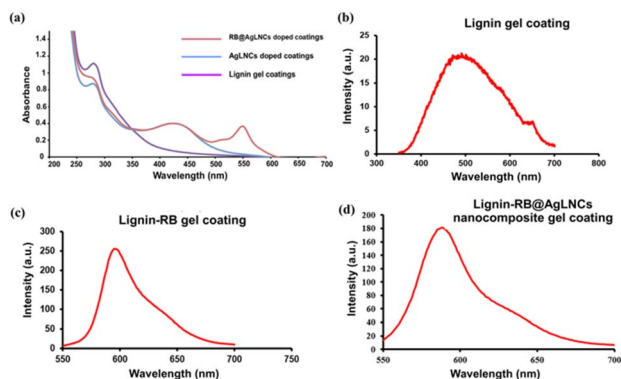 (a)
RB@AgLNCs doped coatings
AgLNCs doped coatings
Lignin gel coatings
Absorbance
1.4
1.2
1
0.8
0.6
0.4
0.2
0
200 250 300 350 400 450 500 550 600 650 700
Wavelength (nm)
(b)
Lignin gel coating
Intensity (a.u.)
25
20
15
10
5
0
300 400 500 600 700 800
Wavelength (nm)
(c)
Lignin-RB gel coating
Intensity (a.u.)
300
250
200
150
100
50
0
550 600 650 700 750
Wavelength (nm)
(d)
Lignin-RB@AgLNCs
nanocomposite gel coating
Intensity (a.u.)
200
180
160
140
120
100
80
60
40
20
0
550 600 650 700
Wavelength (nm)